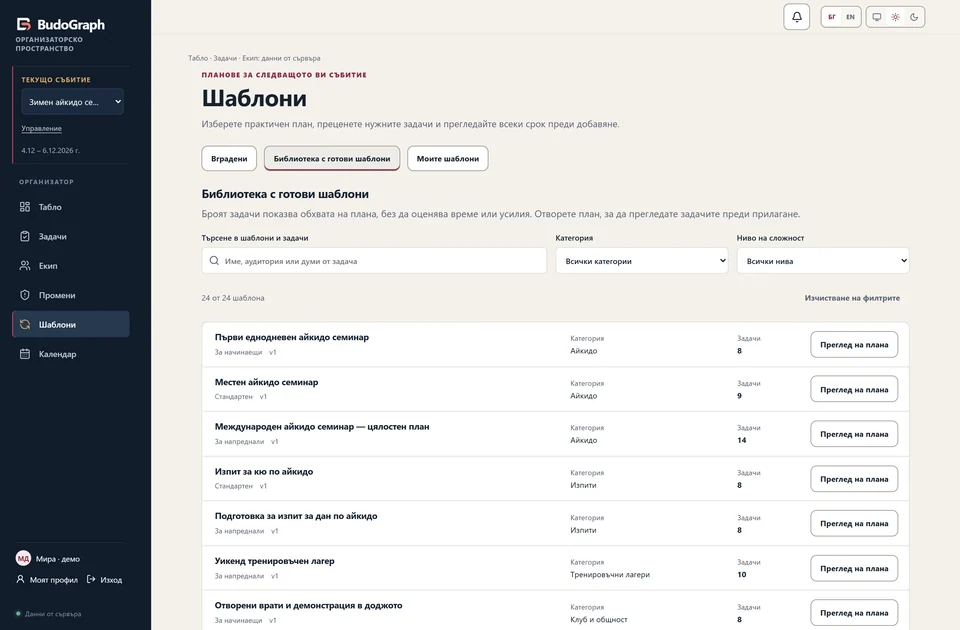 BudoGraph
ОРГАНИЗАТОРСКО
ПРОСТРАНСТВО
ТЕКУЩО СЪБИТИЕ
Зимен айкидо се...
Управление
4.12 – 6.12.2026 г.
ОРГАНИЗАТОР
Табло
Задачи
Екип
Промени
Шаблони
Календар
МД Мира · демо
Моят профил
Изход
Данни от сървъра
БГ EN
Табло · Задачи · Екип: данни от сървъра
ПЛАНОВЕ ЗА СЛЕДВАЩОТО ВИ СЪБИТИЕ
Шаблони
Изберете практичен план, преценете нужните задачи и прегледайте всеки срок преди добавяне.
Вградени
Библиотека с готови шаблони
Моите шаблони
Библиотека с готови шаблони
Броят задачи показва обхвата на плана, без да оценява време или усилия. Отворете план, за да прегледате задачите преди прилагане.
Търсене в шаблони и задачи
Име, аудитория или думи от задача
Категория
Всички категории
Ниво на сложност
Всички нива
24 от 24 шаблона
Изчистване на филтрите
Първи еднодневен айкидо семинар
За начинаещи v1
Категория
Айкидо
Задачи
8
Преглед на плана
Местен айкидо семинар
Стандартен v1
Категория
Айкидо
Задачи
9
Преглед на плана
Международен айкидо семинар — цялостен план
За напреднали v1
Категория
Айкидо
Задачи
14
Преглед на плана
Изпит за кю по айкидо
Стандартен v1
Категория
Изпити
Задачи
8
Преглед на плана
Подготовка за изпит за дан по айкидо
За напреднали v1
Категория
Изпити
Задачи
8
Преглед на плана
Уикенд тренировъчен лагер
За напреднали v1
Категория
Тренировъчни лагери
Задачи
10
Преглед на плана
Отворени врати и демонстрация в доджото
За начинаещи v1
Категория
Клуб и общност
Задачи
8
Преглед на плана